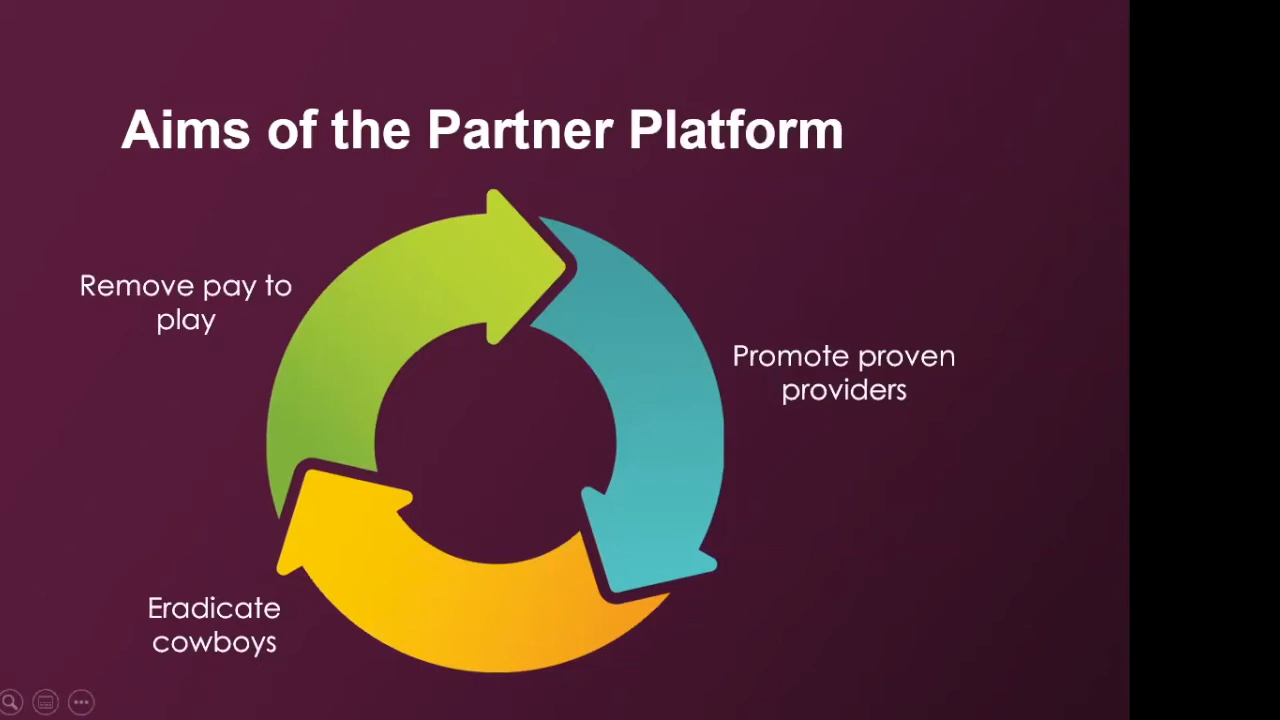 Aims of the Partner Platform
Remove pay to
play
Promote proven
providers
Eradicate
cowboys